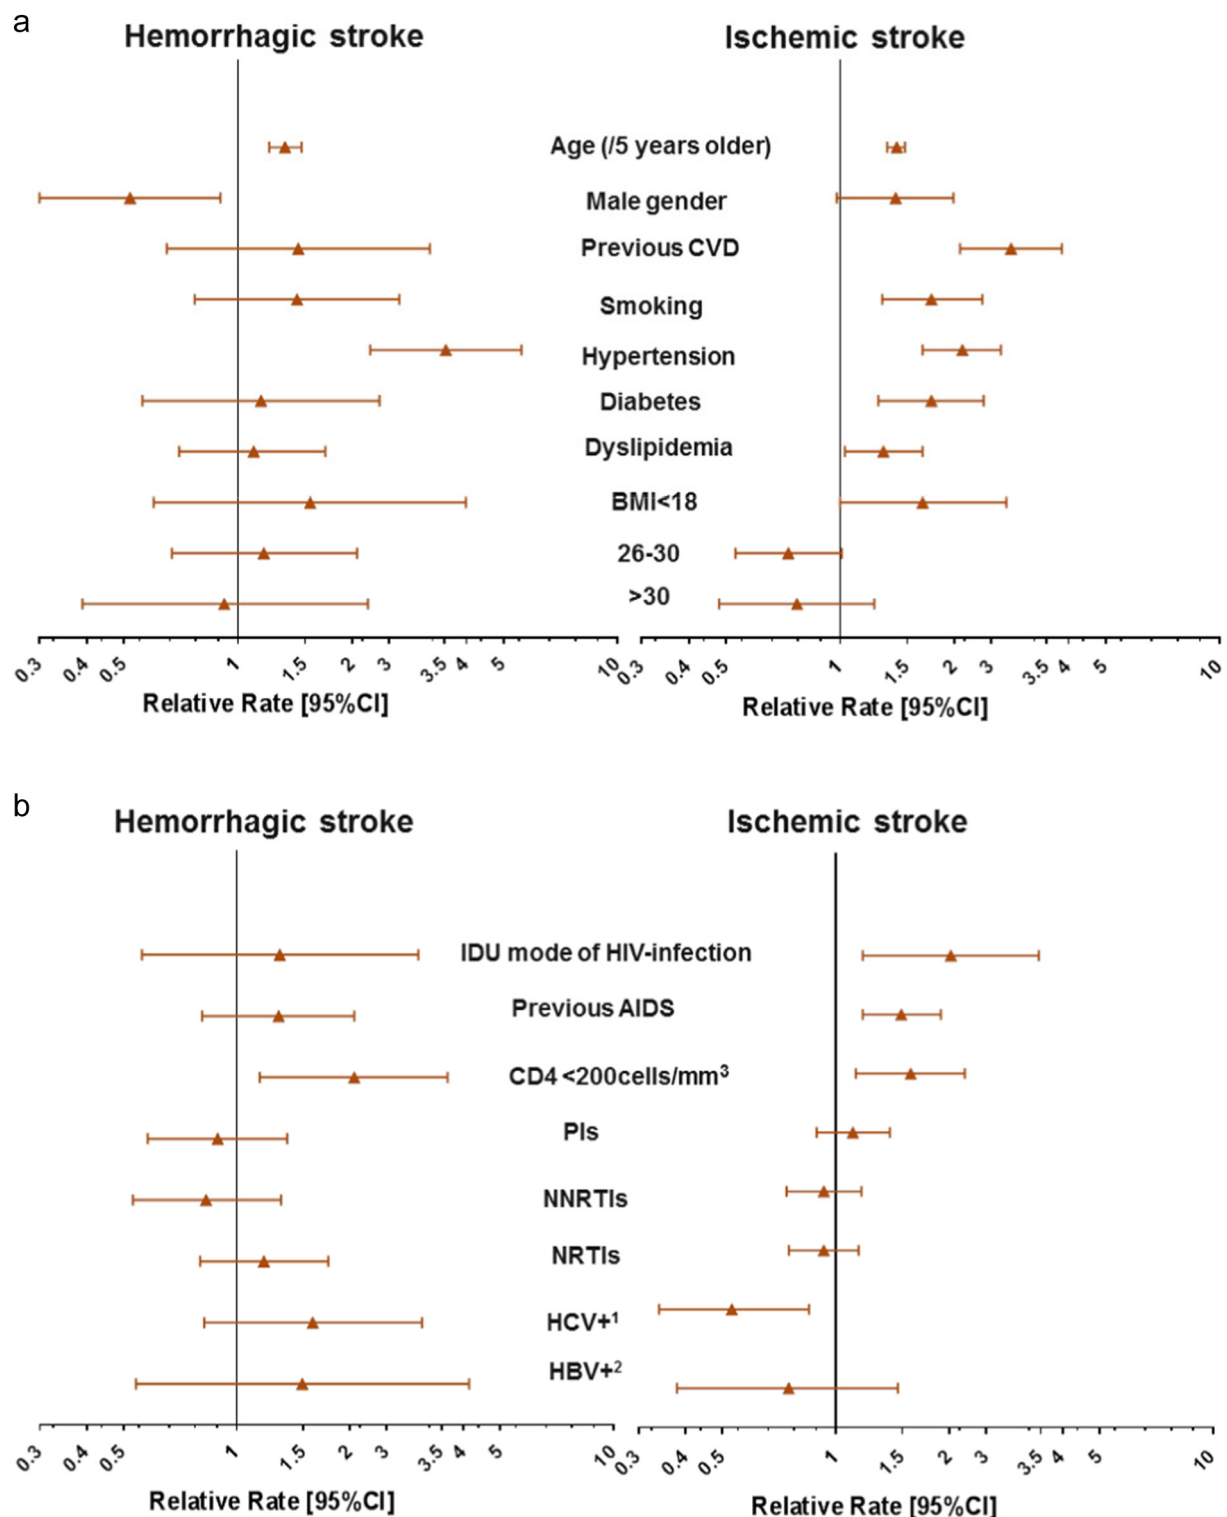 a
Hemorrhagic stroke
Ischemic stroke
Age (/5 years older)
Male gender
Previous CVD
Smoking
Hypertension
Diabetes
Dyslipidemia
BMI<18
26-30
>30
0.3 0.4 0.5 1 1.5 2 3 3.5 4 5 10
0.3 0.4 0.5 1 1.5 2 3 3.5 4 5 10
Relative Rate [95%CI]
Relative Rate [95%CI]
b
Hemorrhagic stroke
Ischemic stroke
IDU mode of HIV-infection
Previous AIDS
CD4 <200cells/mm³
PIs
NNRTIs
NRTIs
HCV+¹
HBV+²
0.3 0.4 0.5 1 1.5 2 3 3.5 4 5 10
0.3 0.4 0.5 1 1.5 2 3 3.5 4 5 10
Relative Rate [95%CI]
Relative Rate [95%CI]